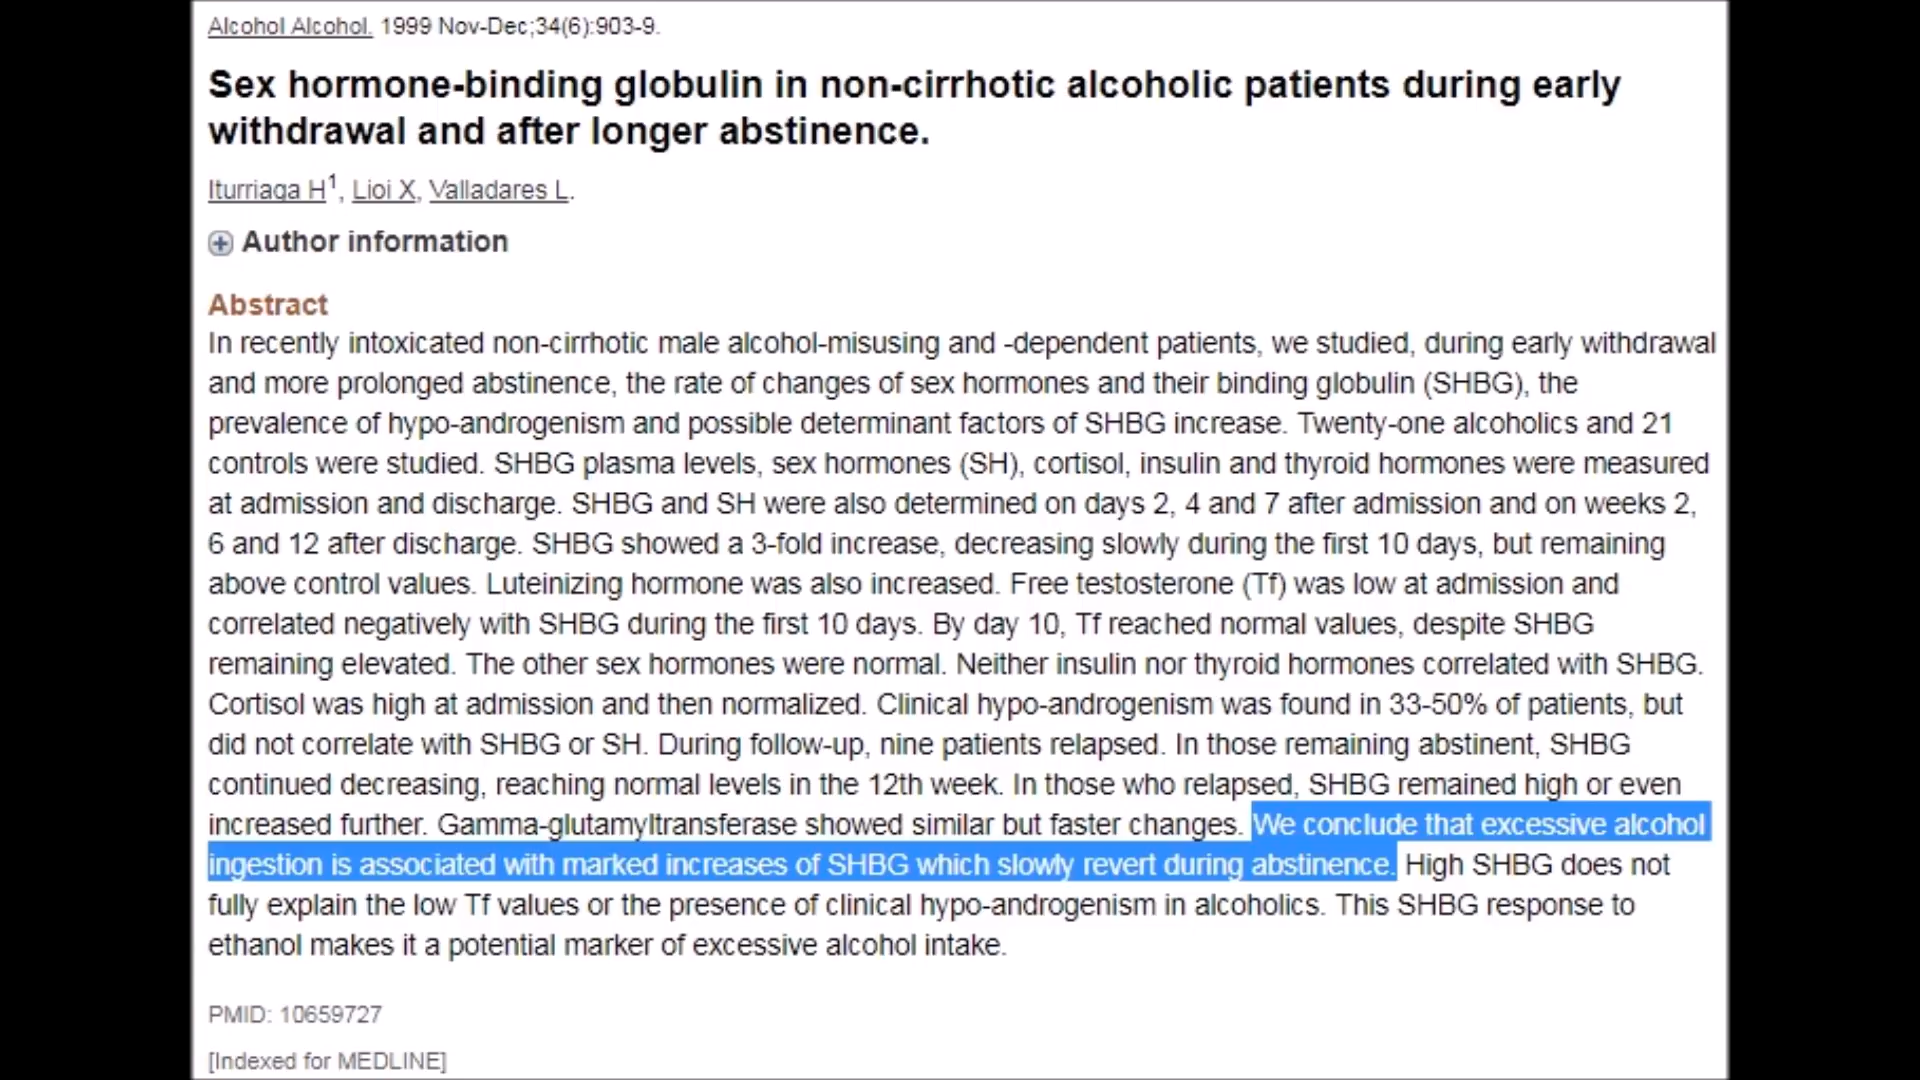 Alcohol Alcohol. 1999 Nov-Dec;34(6):903-9.
Sex hormone-binding globulin in non-cirrhotic alcoholic patients during early
withdrawal and after longer abstinence.
Iturriaga H1, Lioi X, Valladares L.
Author information
Abstract
In recently intoxicated non-cirrhotic male alcohol-misusing and -dependent patients, we studied, during early withdrawal
and more prolonged abstinence, the rate of changes of sex hormones and their binding globulin (SHBG), the
prevalence of hypo-androgenism and possible determinant factors of SHBG increase. Twenty-one alcoholics and 21
controls were studied. SHBG plasma levels, sex hormones (SH), cortisol, insulin and thyroid hormones were measured
at admission and discharge. SHBG and SH were also determined on days 2, 4 and 7 after admission and on weeks 2,
6 and 12 after discharge. SHBG showed a 3-fold increase, decreasing slowly during the first 10 days, but remaining
above control values. Luteinizing hormone was also increased. Free testosterone (Tf) was low at admission and
correlated negatively with SHBG during the first 10 days. By day 10, Tf reached normal values, despite SHBG
remaining elevated. The other sex hormones were normal. Neither insulin nor thyroid hormones correlated with SHBG.
Cortisol was high at admission and then normalized. Clinical hypo-androgenism was found in 33-50% of patients, but
did not correlate with SHBG or SH. During follow-up, nine patients relapsed. In those remaining abstinent, SHBG
continued decreasing, reaching normal levels in the 12th week. In those who relapsed, SHBG remained high or even
increased further. Gamma-glutamyltransferase showed similar but faster changes. We conclude that excessive alcohol
ingestion is associated with marked increases of SHBG which slowly revert during abstinence. High SHBG does not
fully explain the low Tf values or the presence of clinical hypo-androgenism in alcoholics. This SHBG response to
ethanol makes it a potential marker of excessive alcohol intake.
PMID: 10659727
[Indexed for MEDLINE]